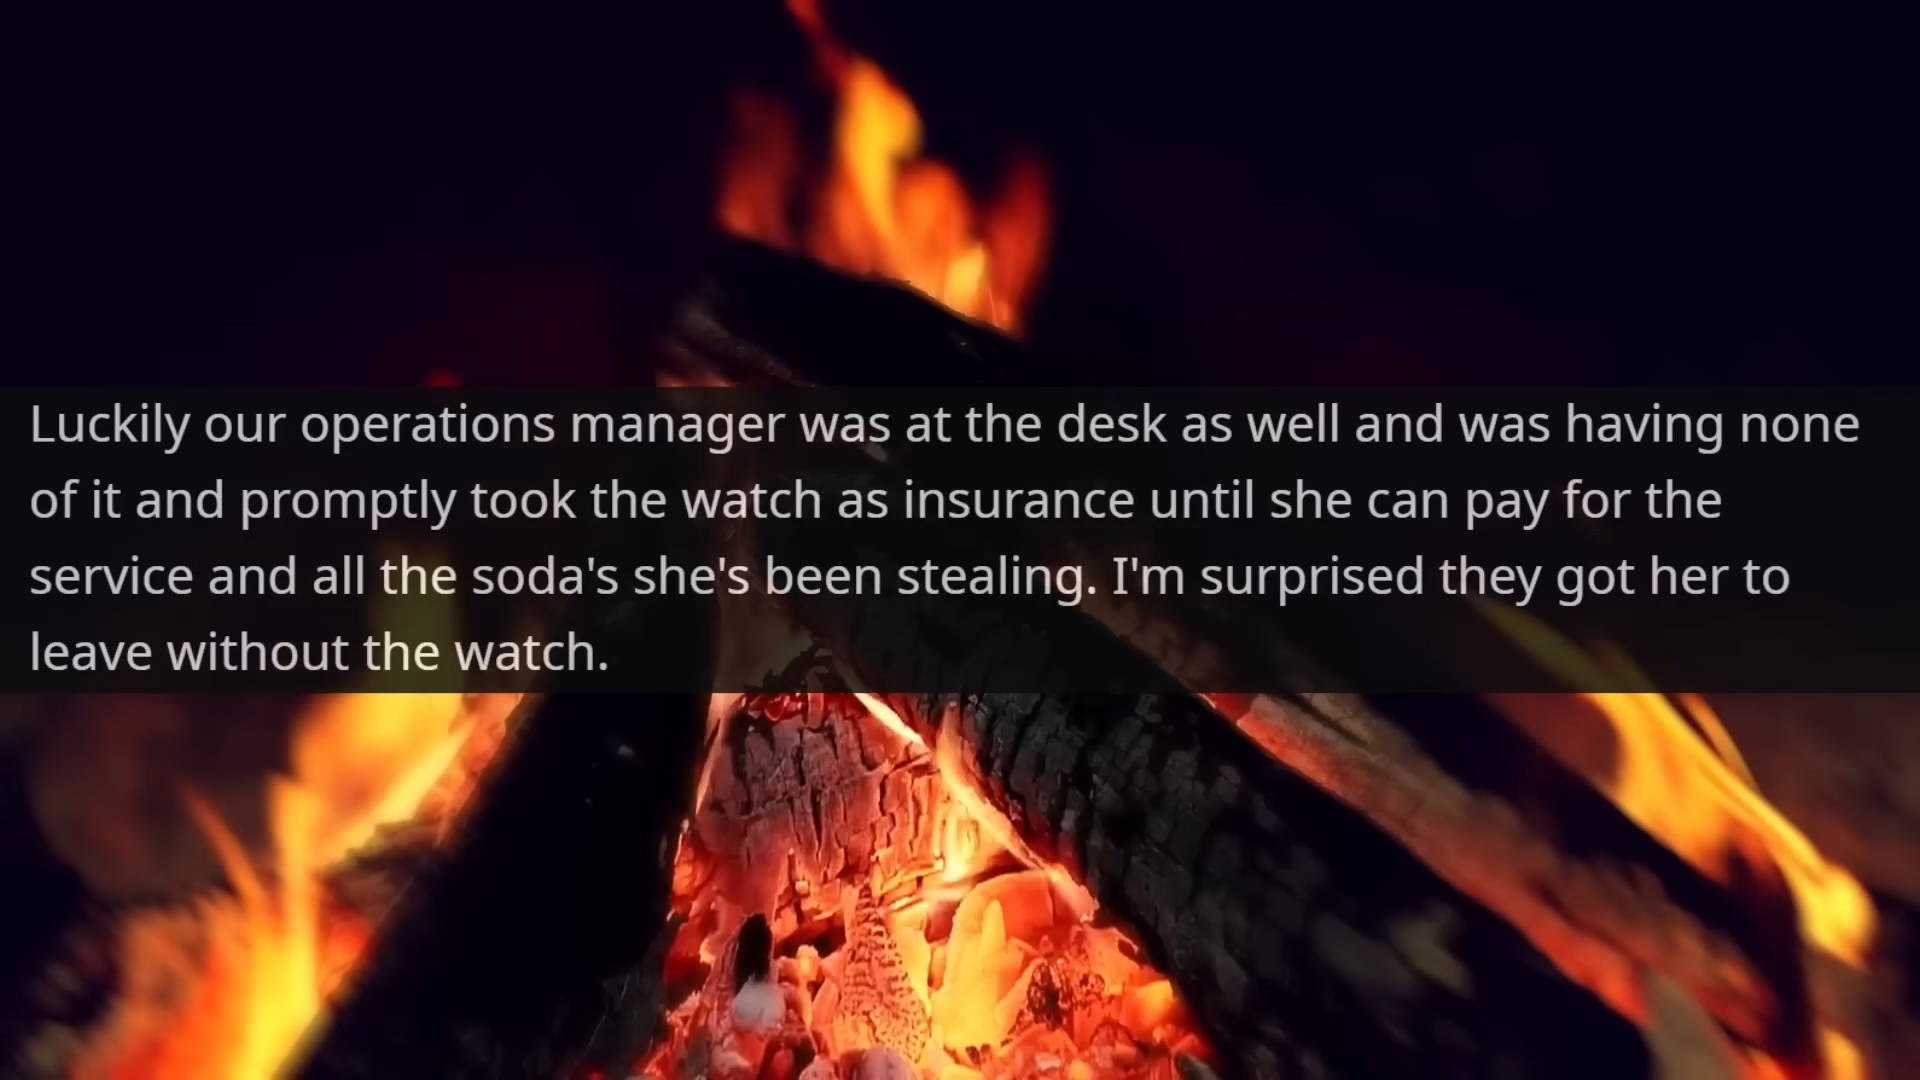 Luckily our operations manager was at the desk as well and was having none
of it and promptly took the watch as insurance until she can pay for the
service and all the soda's she's been stealing. I'm surprised they got her to
leave without the watch.